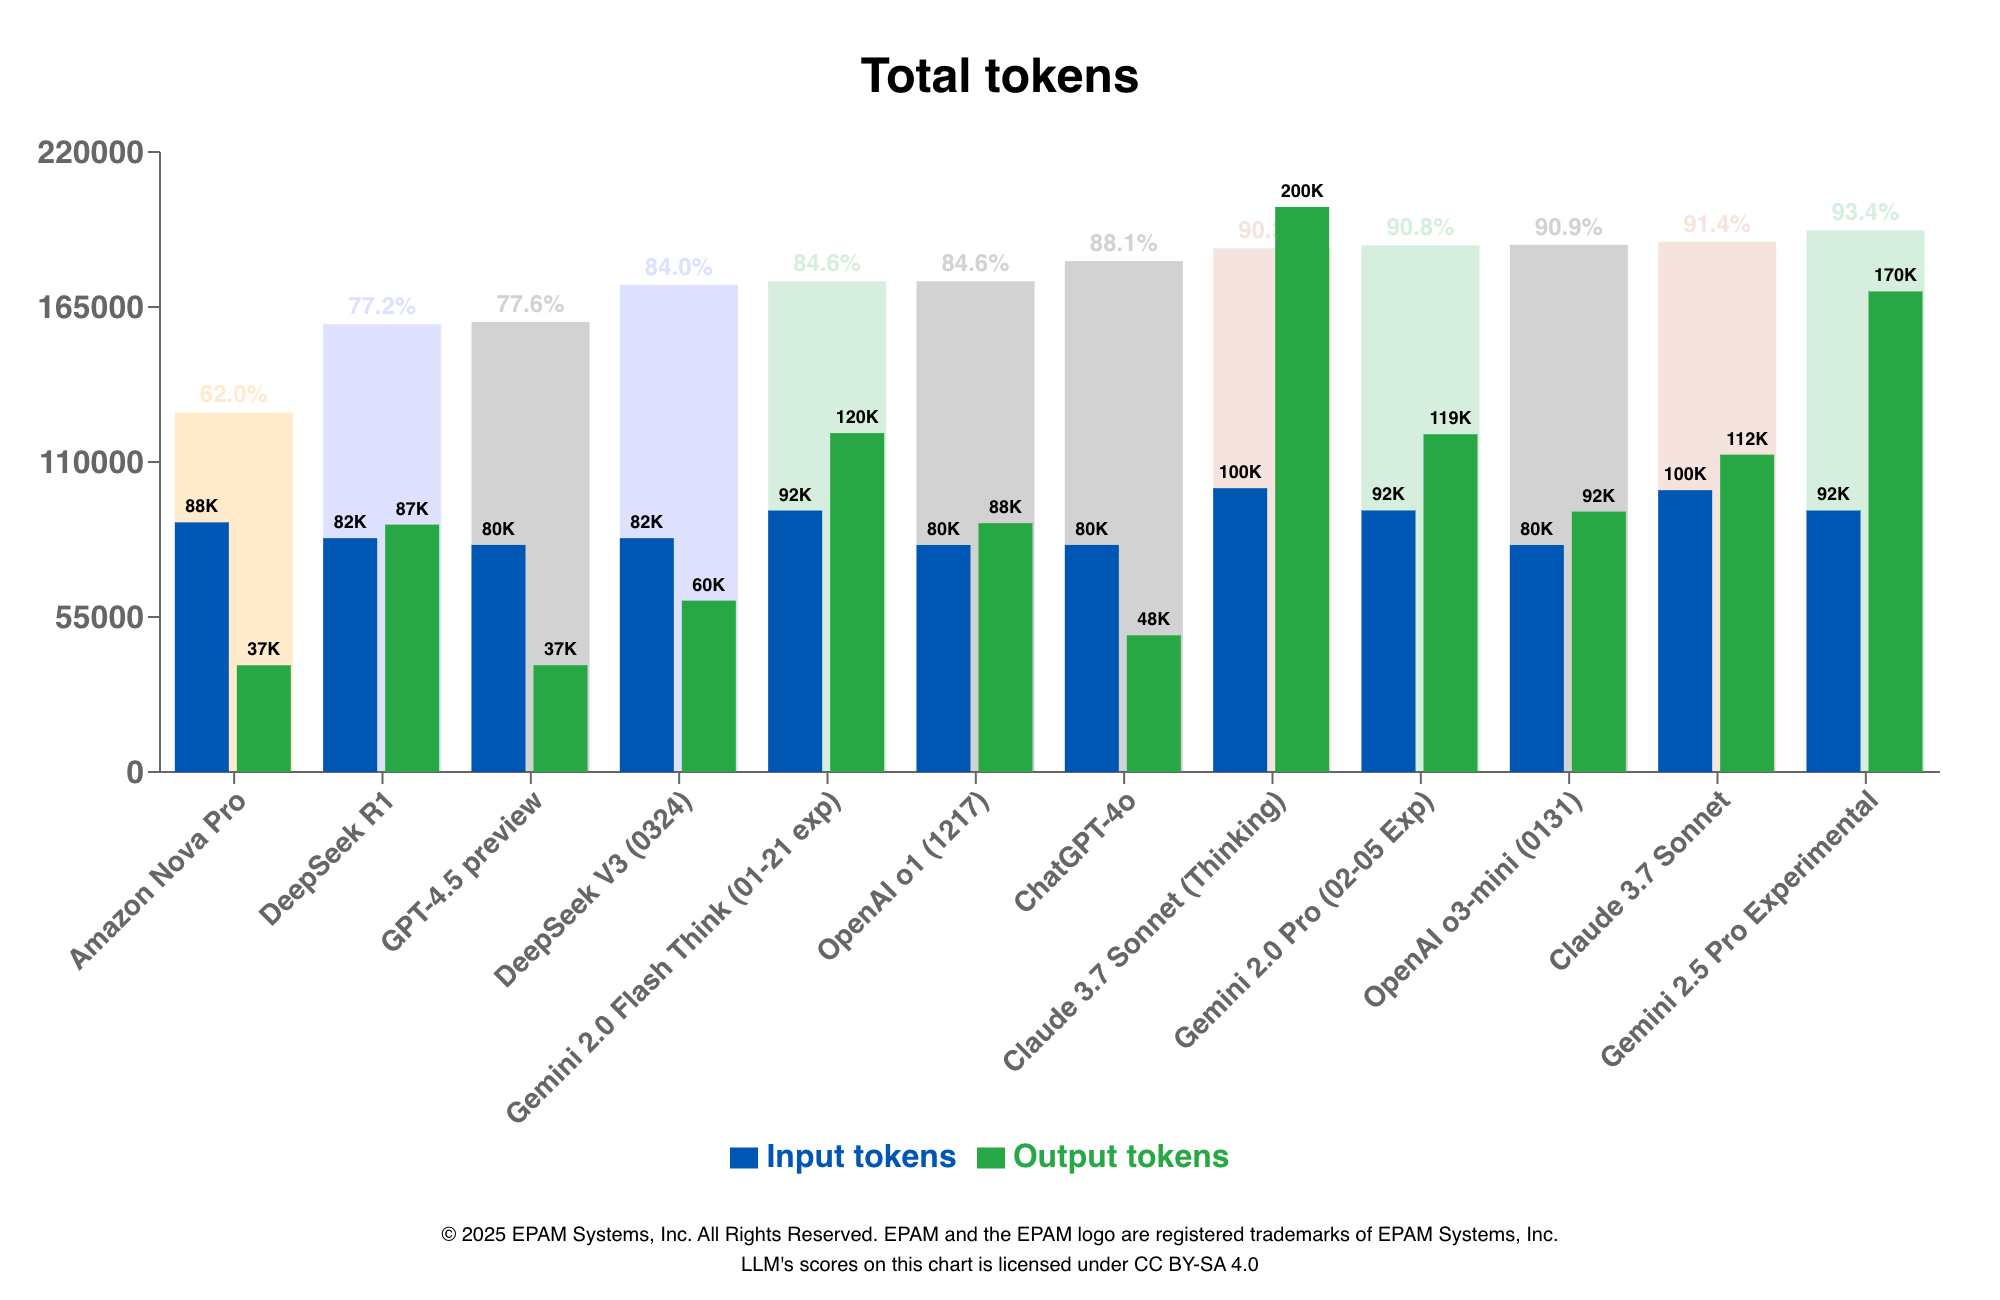 Total tokens
220000
165000
110000
55000
0
62.0%
77.2%
77.6%
84.0%
84.6%
84.6%
88.1%
90.8%
90.9%
91.4%
93.4%
88K
37K
82K
87K
80K
37K
82K
60K
92K
120K
80K
88K
80K
48K
100K
200K
92K
119K
80K
92K
100K
112K
92K
170K
Amazon Nova Pro
DeepSeek R1
GPT-4.5 preview
DeepSeek V3 (0324)
Gemini 2.0 Flash Think (01-21 exp)
OpenAI o1 (1217)
ChatGPT-4o
Claude 3.7 Sonnet (Thinking)
Gemini 2.0 Pro (02-05 Exp)
OpenAI o3-mini (0131)
Claude 3.7 Sonnet
Gemini 2.5 Pro Experimental
Input tokens
Output tokens
© 2025 EPAM Systems, Inc. All Rights Reserved. EPAM and the EPAM logo are registered trademarks of EPAM Systems, Inc.
LLM's scores on this chart is licensed under CC BY-SA 4.0